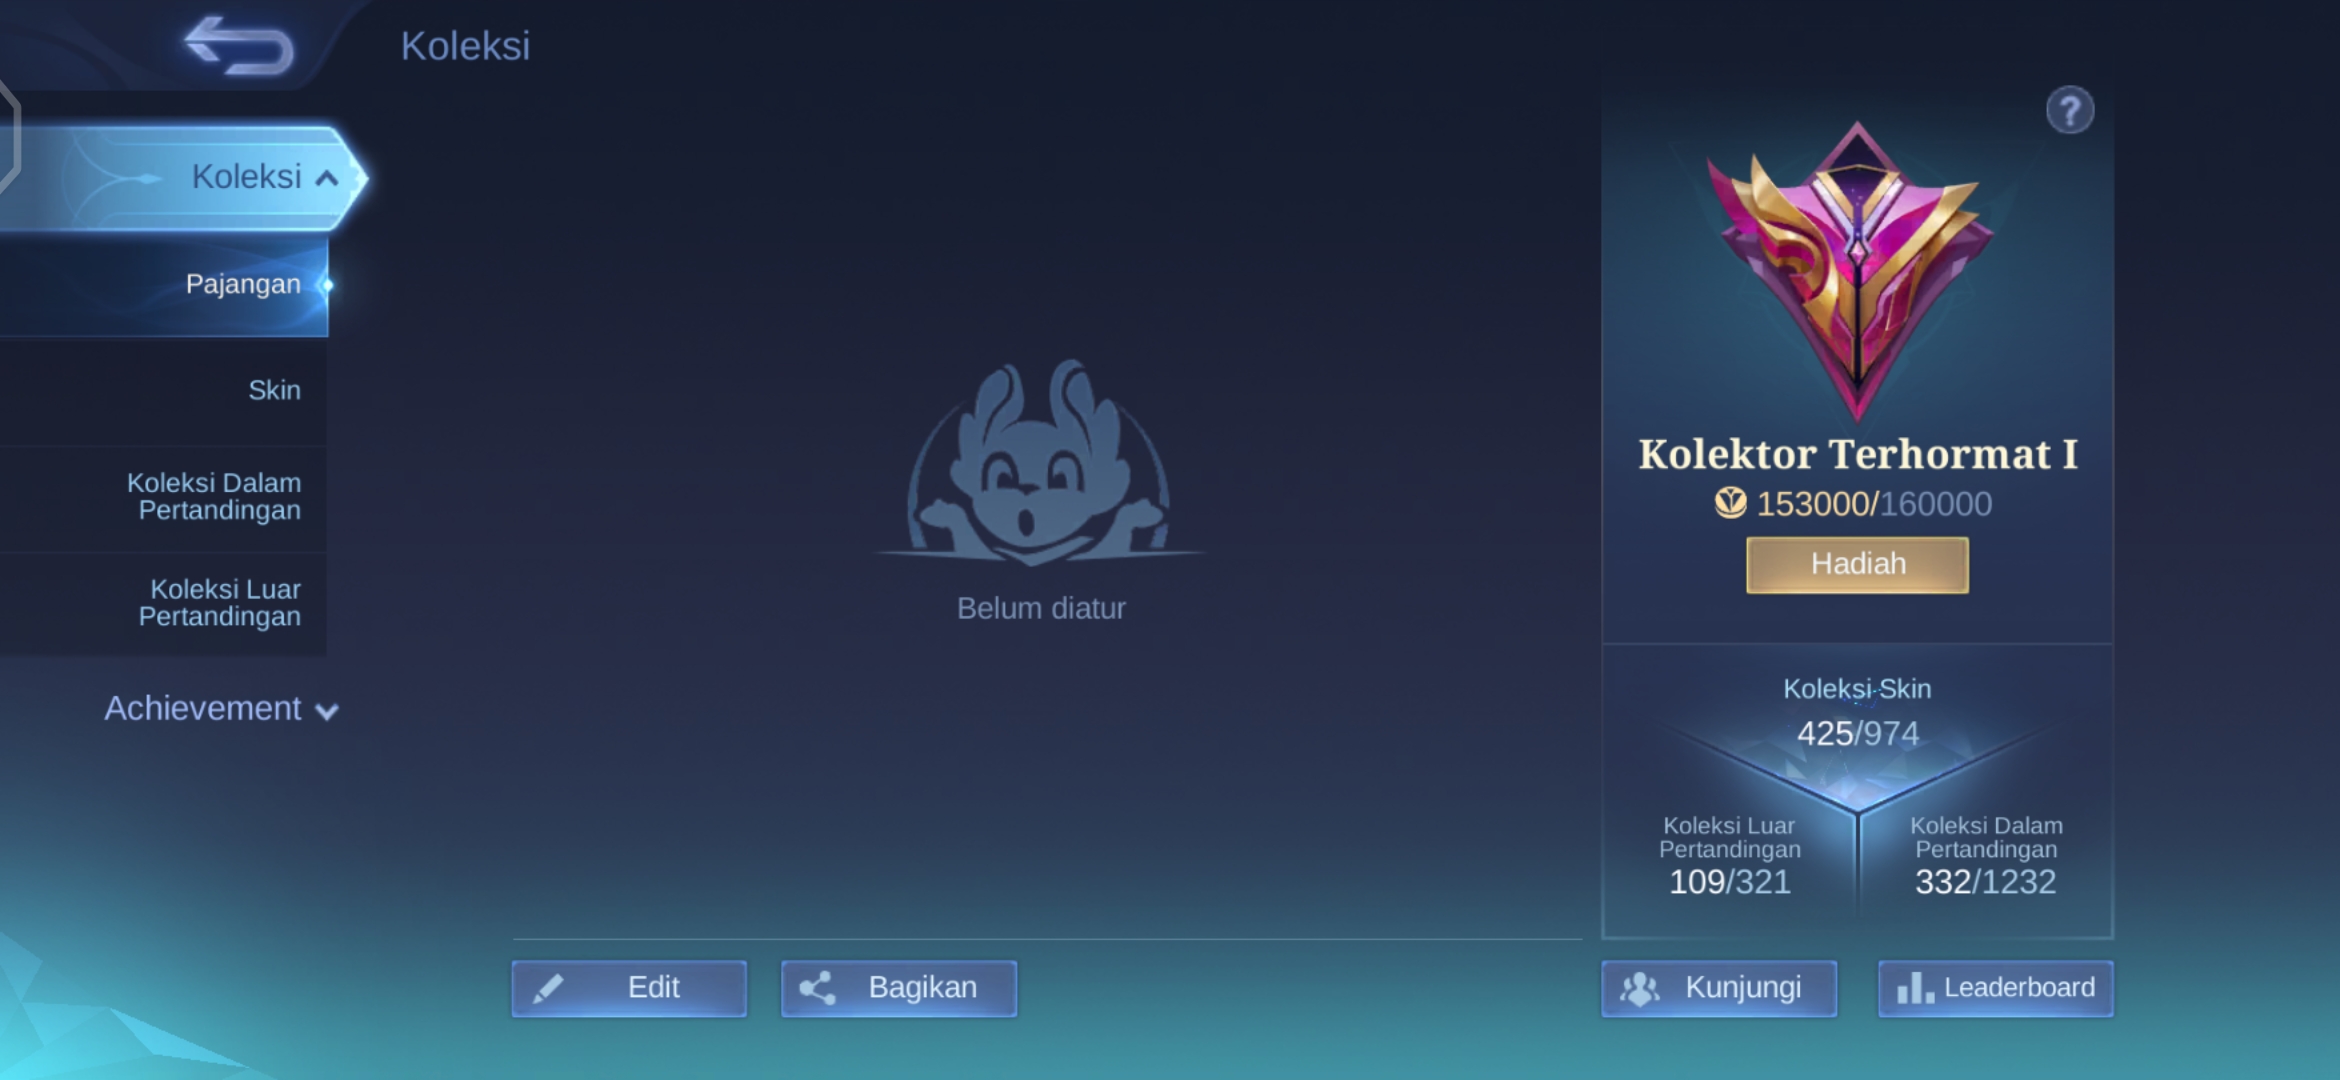 Koleksi
Koleksi
Pajangan
Skin
Koleksi Dalam
Pertandingan
Koleksi Luar
Pertandingan
Achievement
Belum diatur
Edit
Bagikan
?
Kolektor Terhormat I
153000/160000
Hadiah
Koleksi Skin
425/974
Koleksi Luar
Pertandingan
109/321
Koleksi Dalam
Pertandingan
332/1232
Kunjungi
Leaderboard